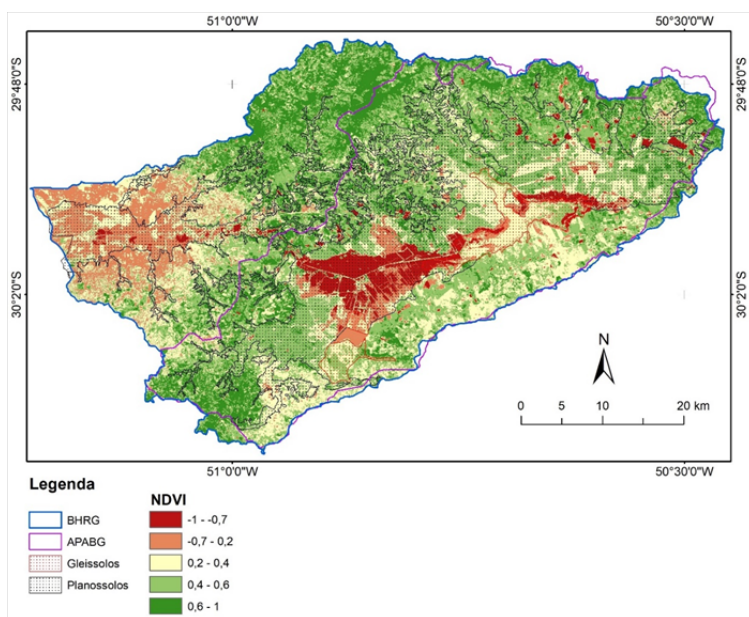 51°0'0"W
50°30'0"W
29°48'0"S
29°48'0"S
30°2'0"S
30°2'0"S
N
0 5 10 20 km
51°0'0"W
50°30'0"W
Legenda
BHRG
APABG
Gleissolos
Planossolos
NDVI
-1 - -0,7
-0,7 - 0,2
0,2 - 0,4
0,4 - 0,6
0,6 - 1